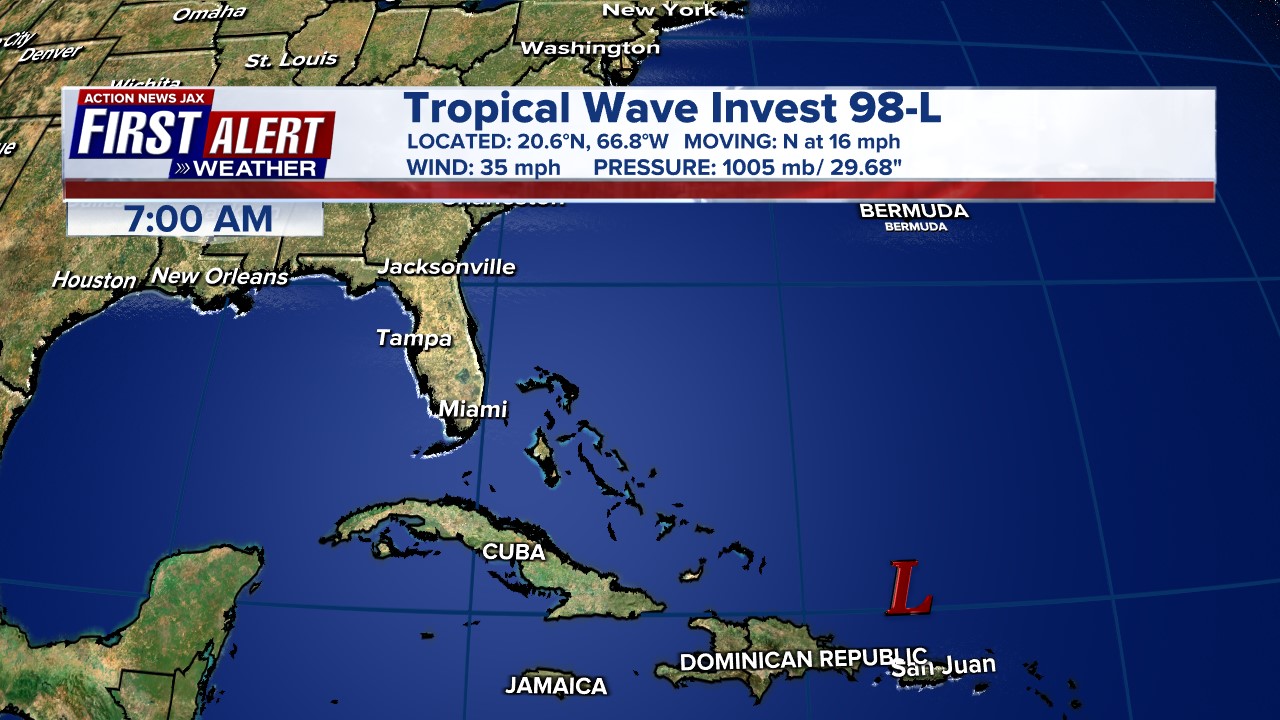 Omaha
New York
City
Denver
Washington
St. Louis
Wichita
ACTION NEWS JAX
FIRST ALERT
WEATHER
Tropical Wave Invest 98-L
LOCATED: 20.6°N, 66.8°W MOVING: N at 16 mph
WIND: 35 mph PRESSURE: 1005 mb/ 29.68"
7:00 AM
Charleston
BERMUDA
BERMUDA
Houston
New Orleans
Jacksonville
Tampa
Miami
CUBA
L
DOMINICAN REPUBLIC
San Juan
JAMAICA